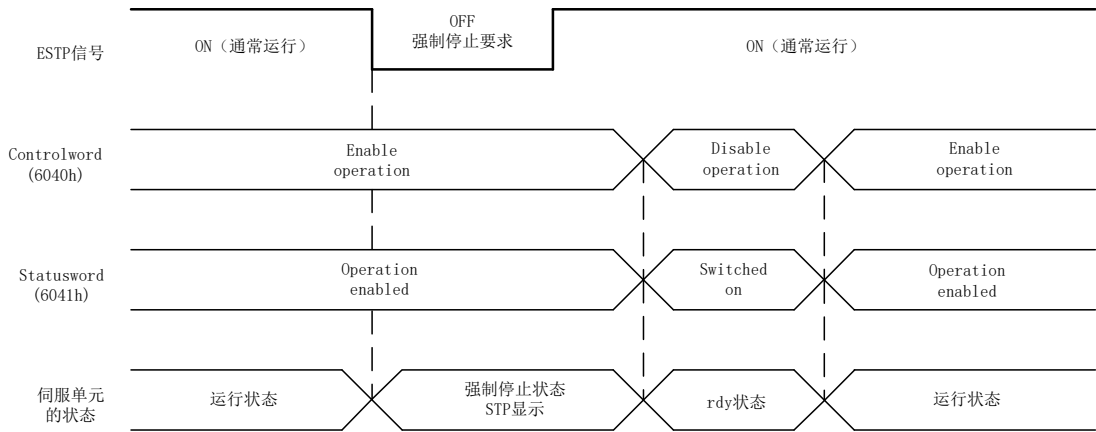 OFF
强制停止要求
ESTP信号
ON（通常运行）
ON（通常运行）
Controlword
(6040h)
Enable
operation
Disable
operation
Enable
operation
Statusword
(6041h)
Operation
enabled
Switched
on
Operation
enabled
伺服单元
的状态
运行状态
强制停止状态
STP显示
rdy状态
运行状态